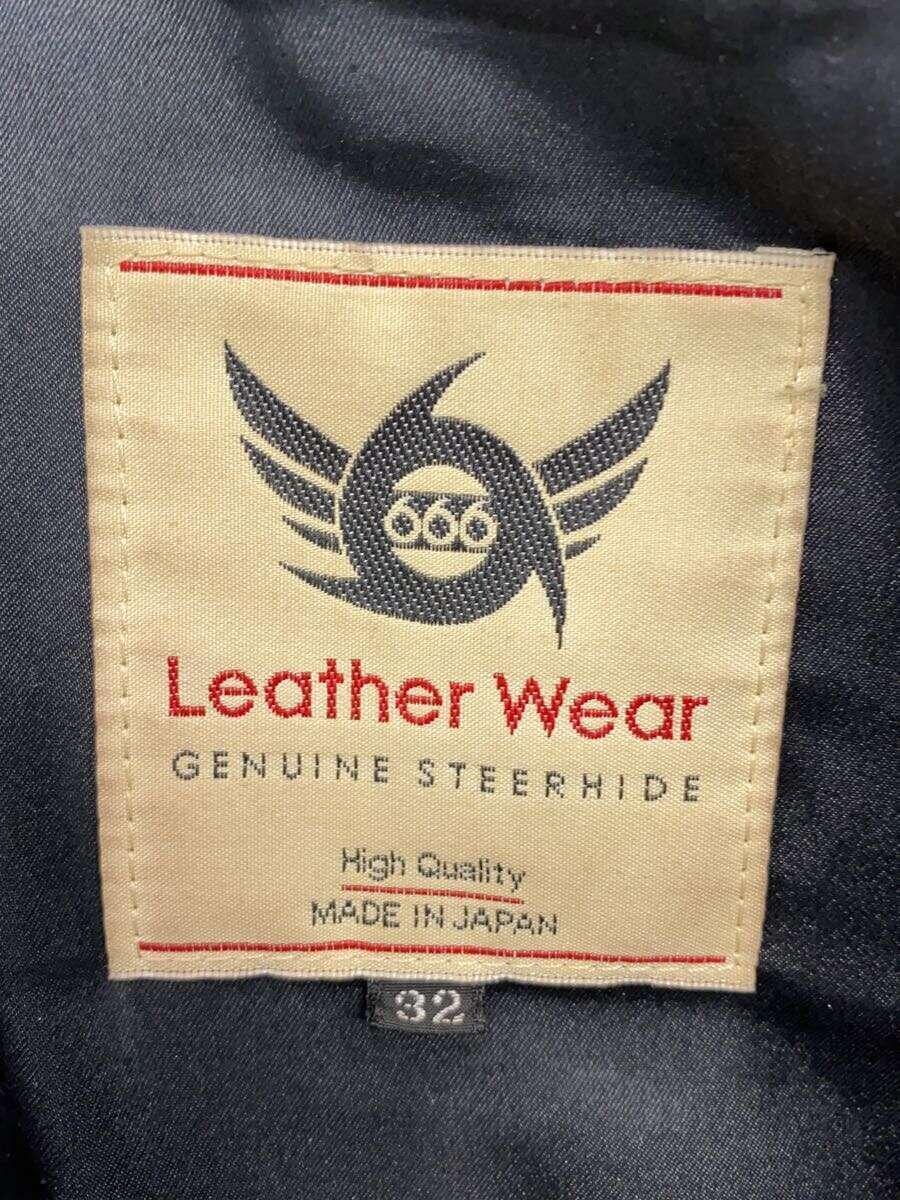 666
Leather Wear
GENUINE STEERHIDE
High Quality
MADE IN JAPAN
32